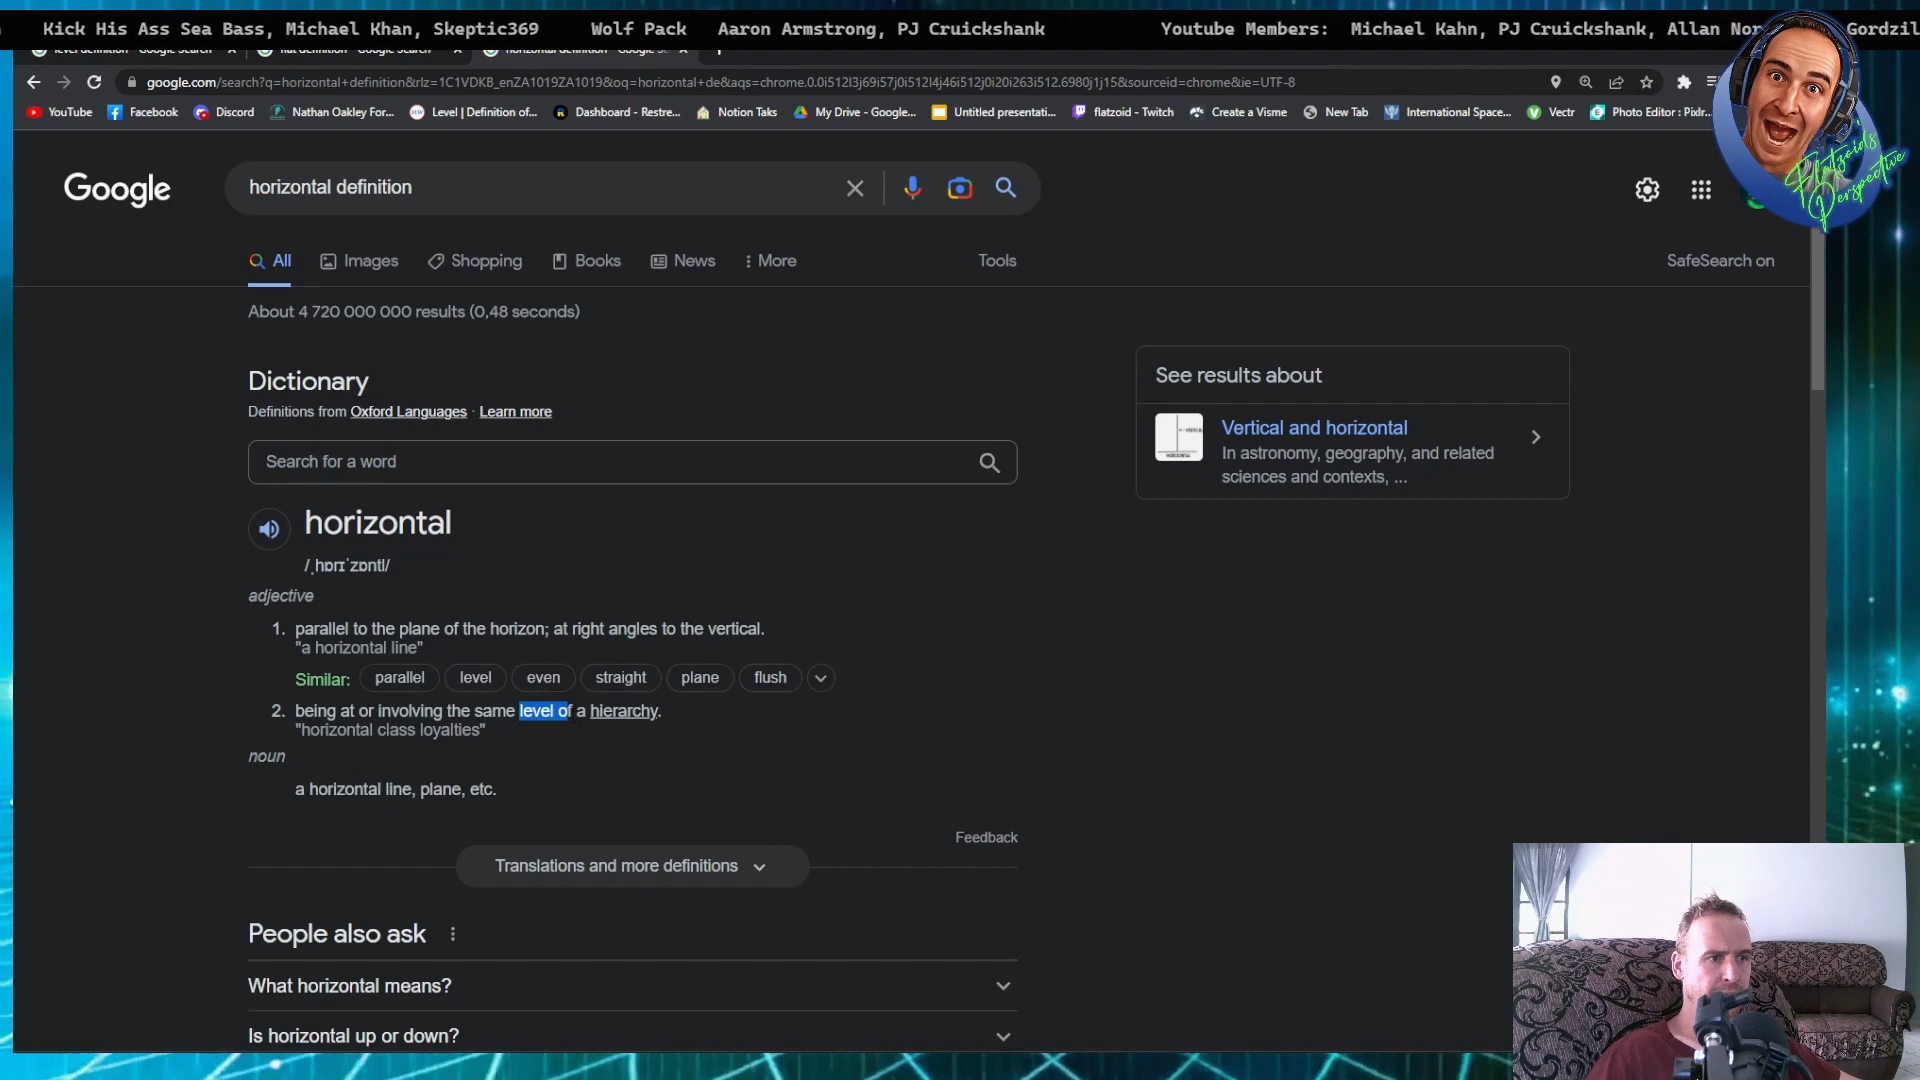 Kick His Ass Sea Bass, Michael Khan, Skeptic369 Wolf Pack Aaron Armstrong, PJ Cruickshank Youtube Members: Michael Kahn, PJ Cruickshank, Allan Nor Gordzil
google.com/search?q=horizontal+definition&rlz=1C1VDKB_enZA1019ZA1019&oq=horizontal+de&aqs=chrome.0.0i512l3j69i57j0i512l4j46i512j0i20i263i512.6980j1j15&sourceid=chrome&ie=UTF-8
YouTube Facebook Discord Nathan Oakley For... Level | Definition of... Dashboard - Restre... Notion Talks My Drive - Google... Untitled presentati... flatzoid - Twitch Create a Visme New Tab International Space... Vectr Photo Editor : Pixlr...
Flatzoid's
Perspective
Google
horizontal definition
All Images Shopping Books News More Tools SafeSearch on
About 4 720 000 000 results (0,48 seconds)
Dictionary
Definitions from Oxford Languages · Learn more
Search for a word
horizontal
/ˌhɒrɪˈzɒntl/
adjective
1. parallel to the plane of the horizon; at right angles to the vertical.
"a horizontal line"
Similar: parallel level even straight plane flush
2. being at or involving the same level of a hierarchy.
"horizontal class loyalties"
noun
a horizontal line, plane, etc.
Feedback
Translations and more definitions
People also ask
What horizontal means?
Is horizontal up or down?
See results about
Vertical and horizontal
In astronomy, geography, and related
sciences and contexts, ...